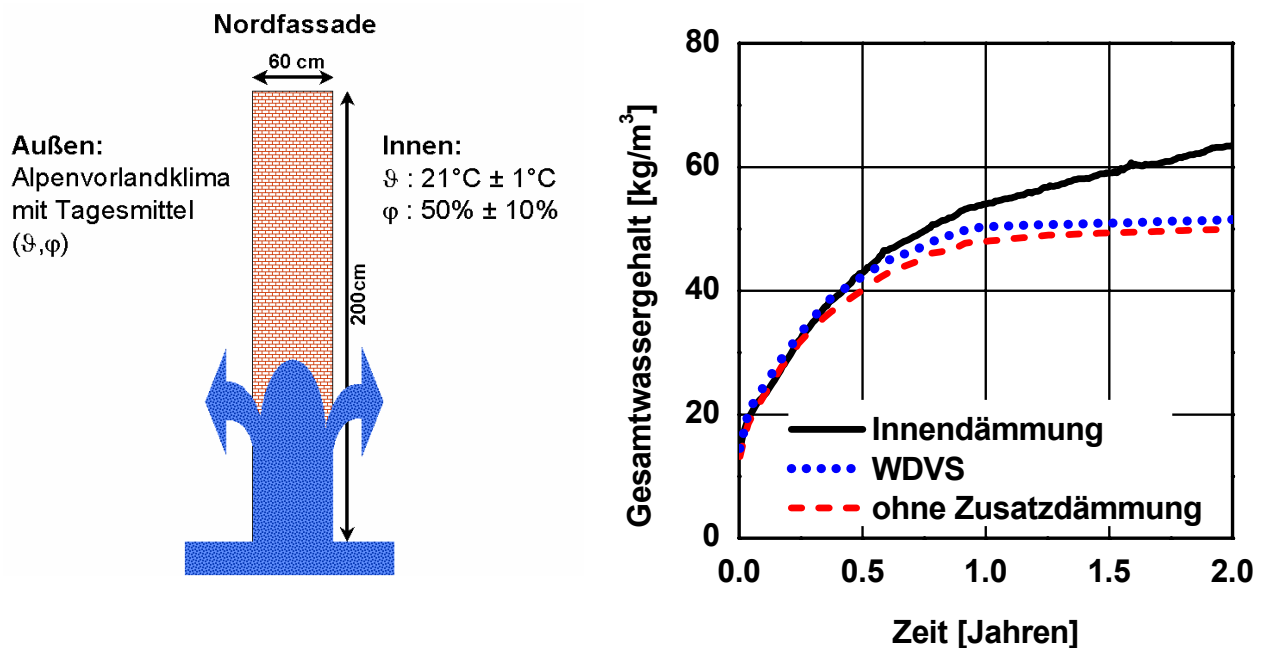 Nordfassade
60 cm
200cm
Außen:
Alpenvorlandklima
mit Tagesmittel
(ϑ,φ)
Innen:
ϑ : 21°C ± 1°C
φ : 50% ± 10%
Gesamtwassergehalt [kg/m³]
80
60
40
20
0
Innendämmung
WDVS
ohne Zusatzdämmung
0.0 0.5 1.0 1.5 2.0
Zeit [Jahren]